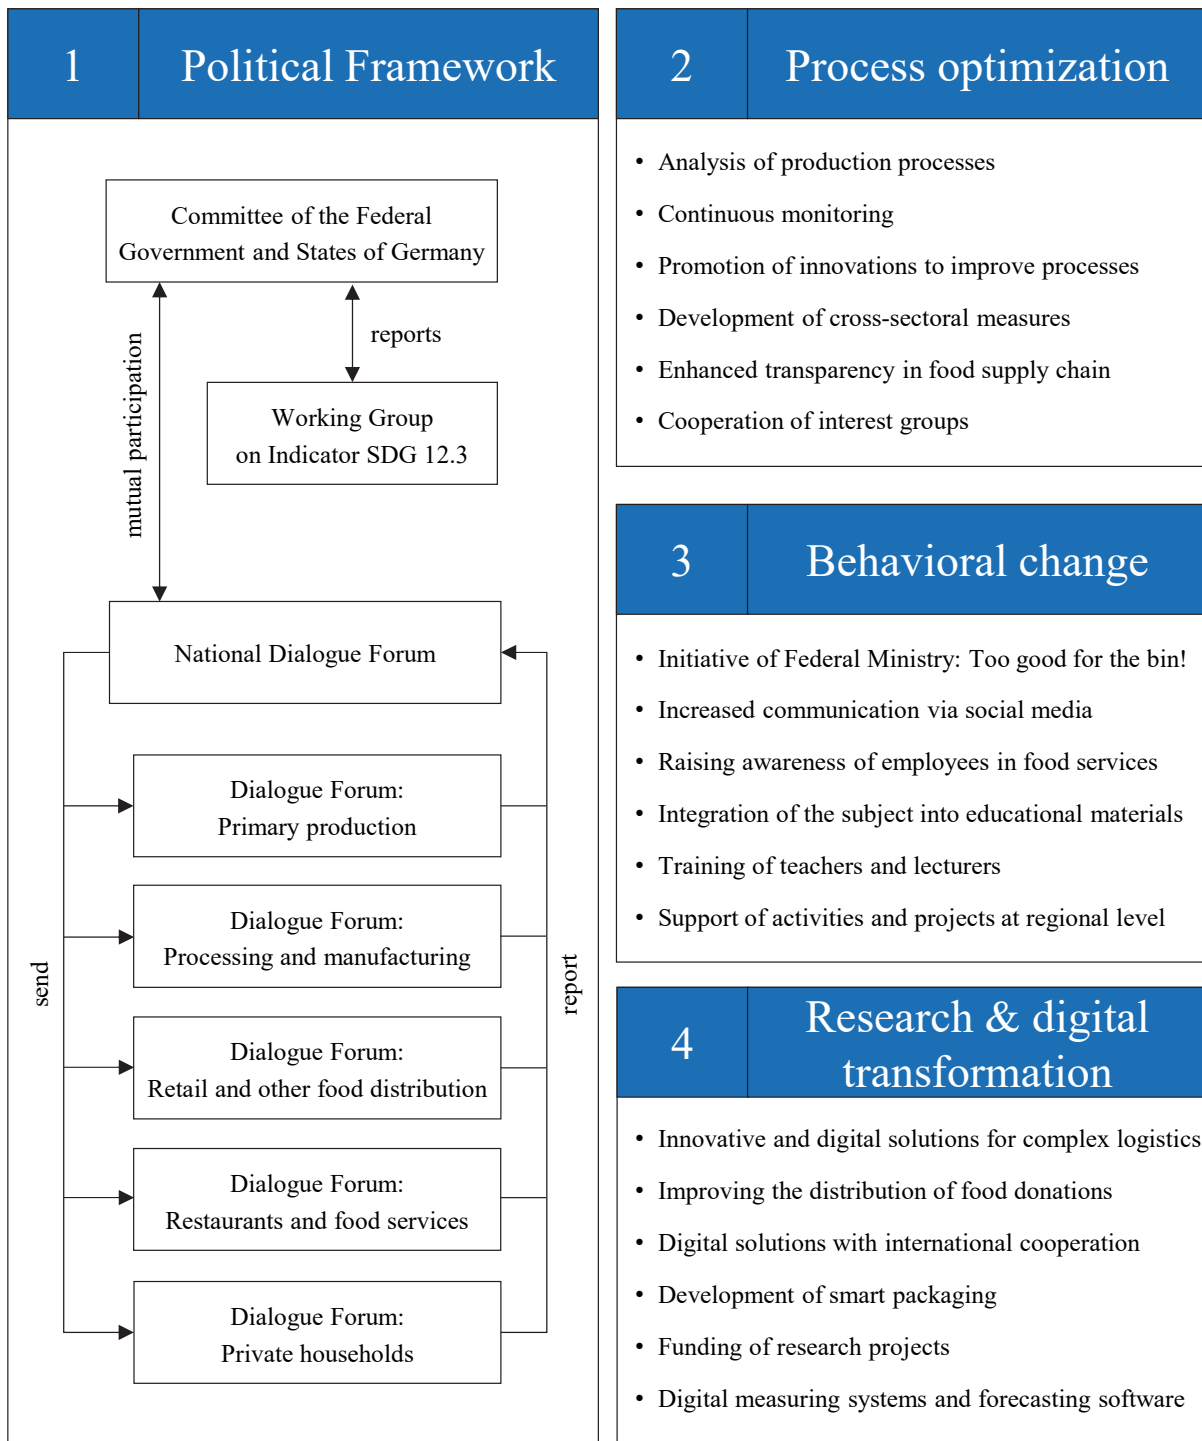 1
Political Framework
Committee of the Federal
Government and States of Germany
mutual participation
reports
Working Group
on Indicator SDG 12.3
National Dialogue Forum
send
report
Dialogue Forum:
Primary production
Dialogue Forum:
Processing and manufacturing
Dialogue Forum:
Retail and other food distribution
Dialogue Forum:
Restaurants and food services
Dialogue Forum:
Private households
2
Process optimization
• Analysis of production processes
• Continuous monitoring
• Promotion of innovations to improve processes
• Development of cross-sectoral measures
• Enhanced transparency in food supply chain
• Cooperation of interest groups
3
Behavioral change
• Initiative of Federal Ministry: Too good for the bin!
• Increased communication via social media
• Raising awareness of employees in food services
• Integration of the subject into educational materials
• Training of teachers and lecturers
• Support of activities and projects at regional level
4
Research & digital
transformation
• Innovative and digital solutions for complex logistics
• Improving the distribution of food donations
• Digital solutions with international cooperation
• Development of smart packaging
• Funding of research projects
• Digital measuring systems and forecasting software